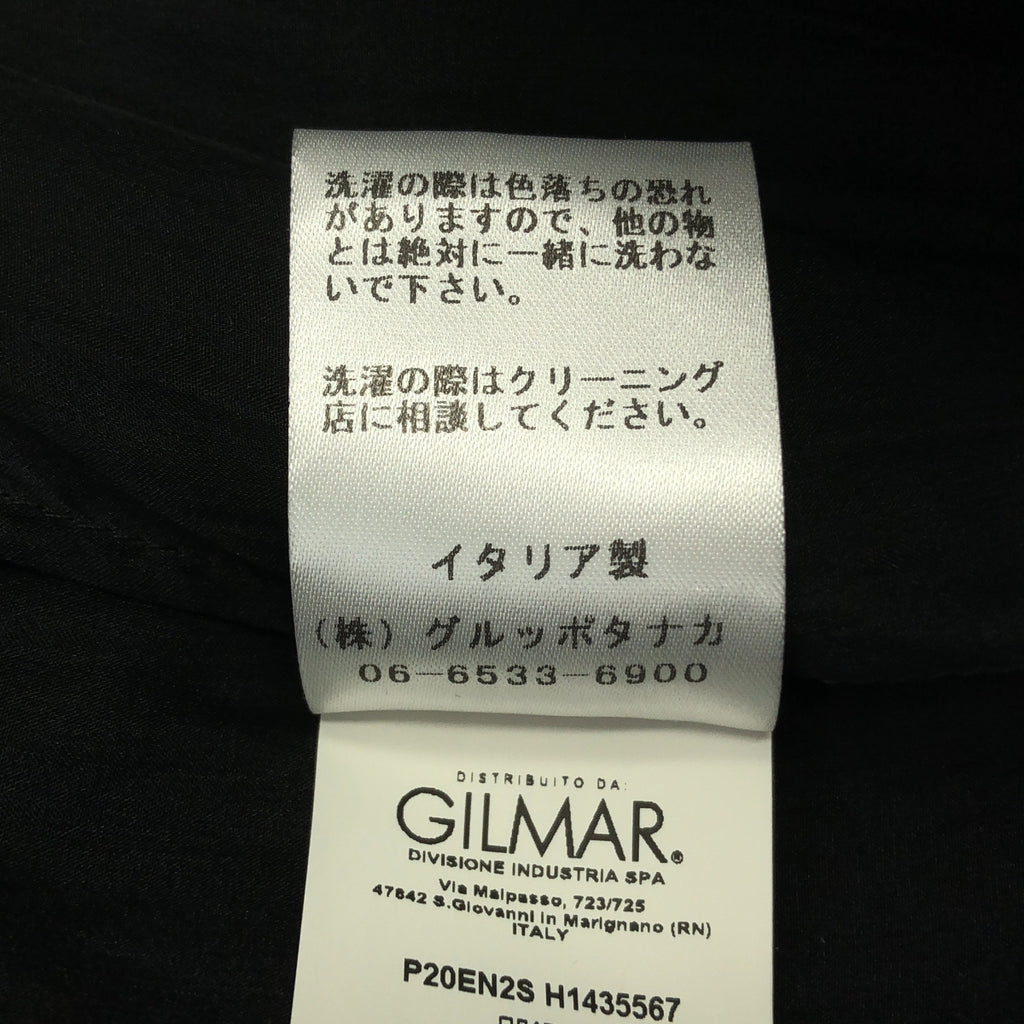 洗濯の際は色落ちの恐れ
がありますので、他の物
とは絶対に一緒に洗わな
いで下さい。
洗濯の際はクリーニング
店に相談してください。
イタリア製
（株）グルッポタナカ
06-6533-6900
DISTRIBUITO DA:
GILMAR®
DIVISIONE INDUSTRIA SPA
Via Malpasso, 723/725
47842 S.Giovanni in Marignano (RN)
ITALY
P20EN2S H1435567